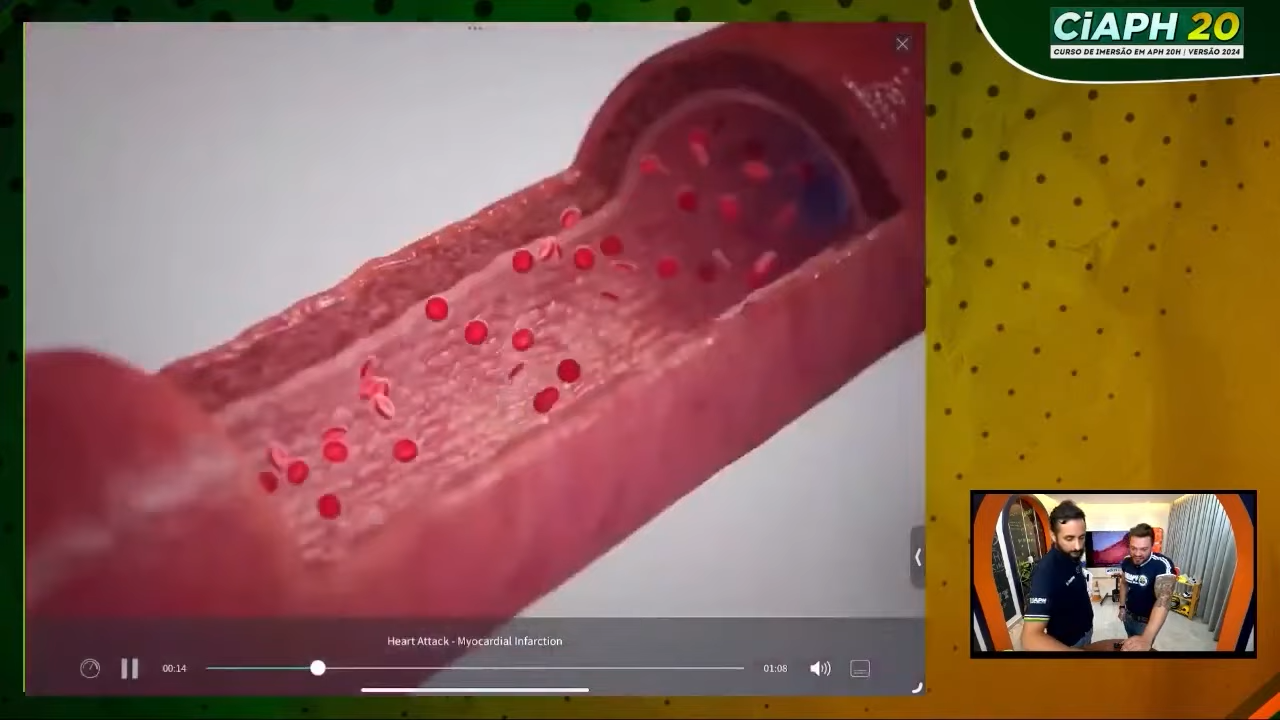 CiAPH 20
CURSO DE IMERSÃO EM APH 20H | VERSÃO 2024
Heart Attack - Myocardial Infarction
00:14
01:08